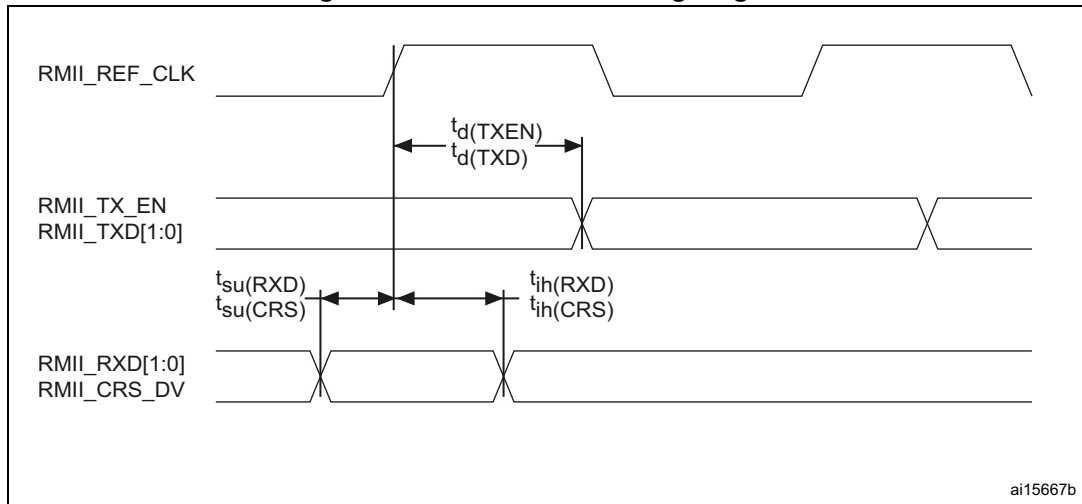 RMII_REF_CLK
td(TXEN)
td(TXD)
RMII_TX_EN
RMII_TXD[1:0]
tsu(RXD)
tsu(CRS)
tih(RXD)
tih(CRS)
RMII_RXD[1:0]
RMII_CRS_DV
ai15667b